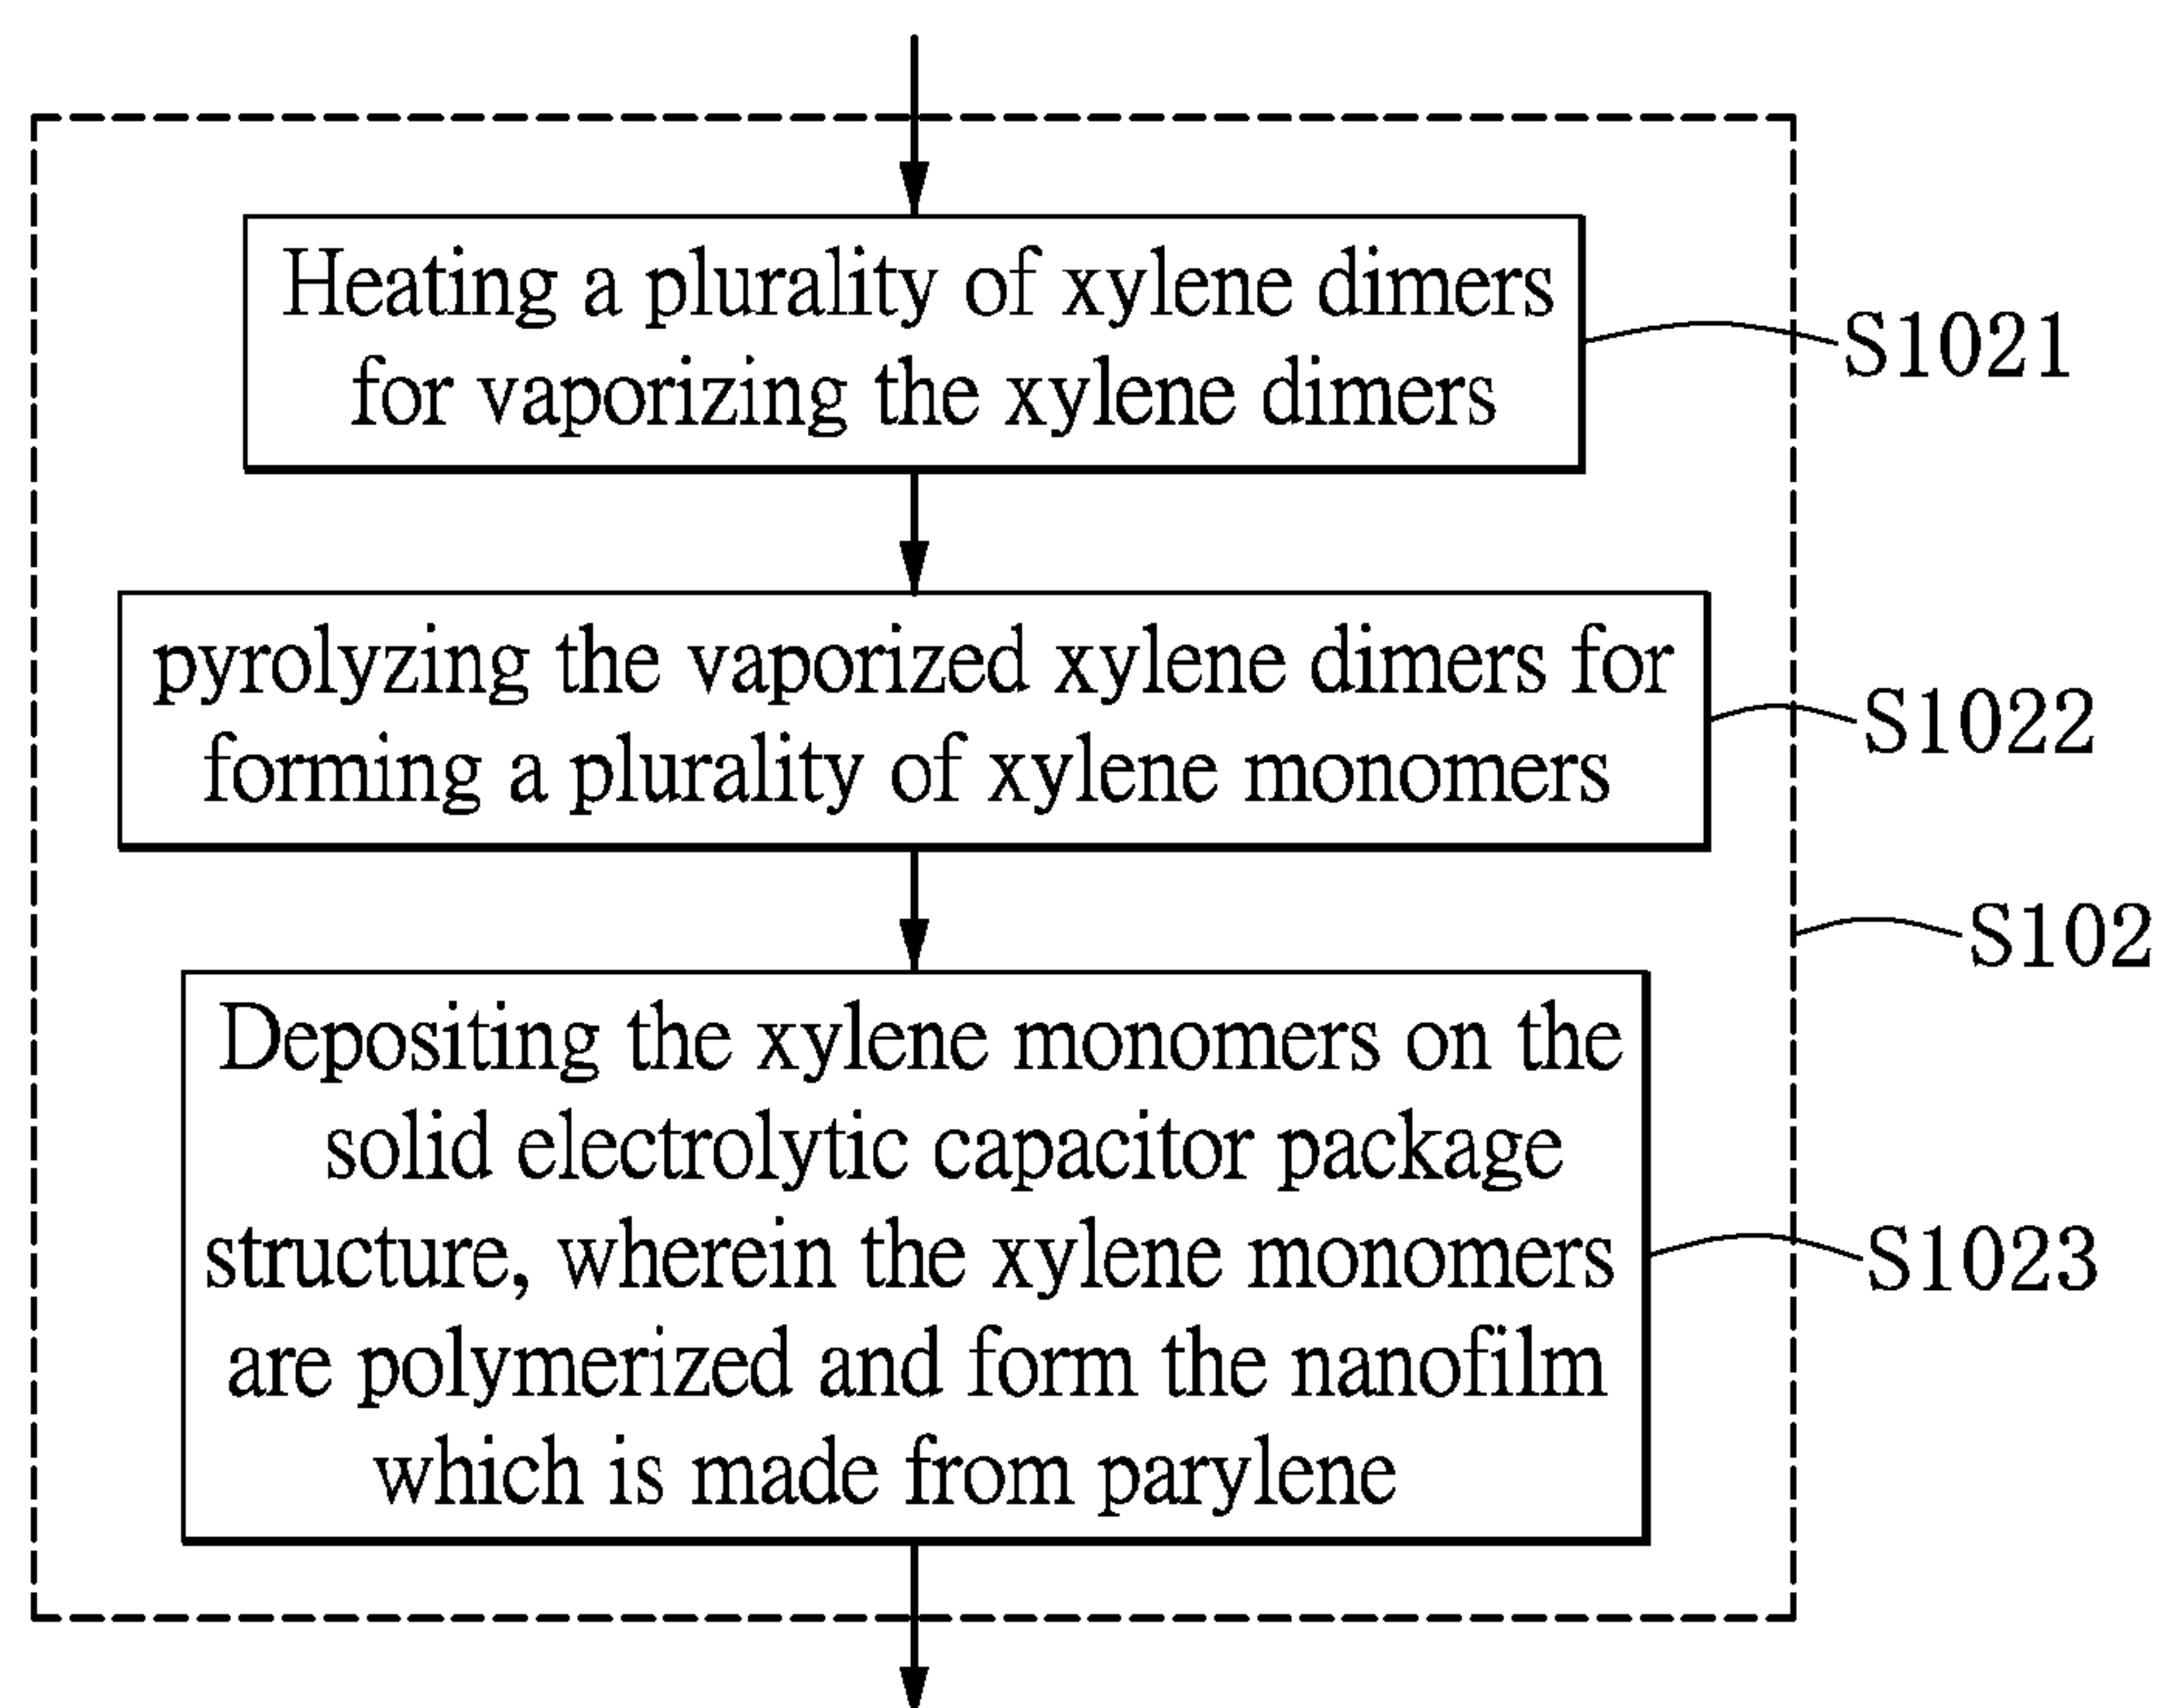 Heating a plurality of xylene dimers
for vaporizing the xylene dimers
S1021
pyrolyzing the vaporized xylene dimers for
forming a plurality of xylene monomers
S1022
S102
Depositing the xylene monomers on the
solid electrolytic capacitor package
structure, wherein the xylene monomers
are polymerized and form the nanofilm
which is made from parylene
S1023